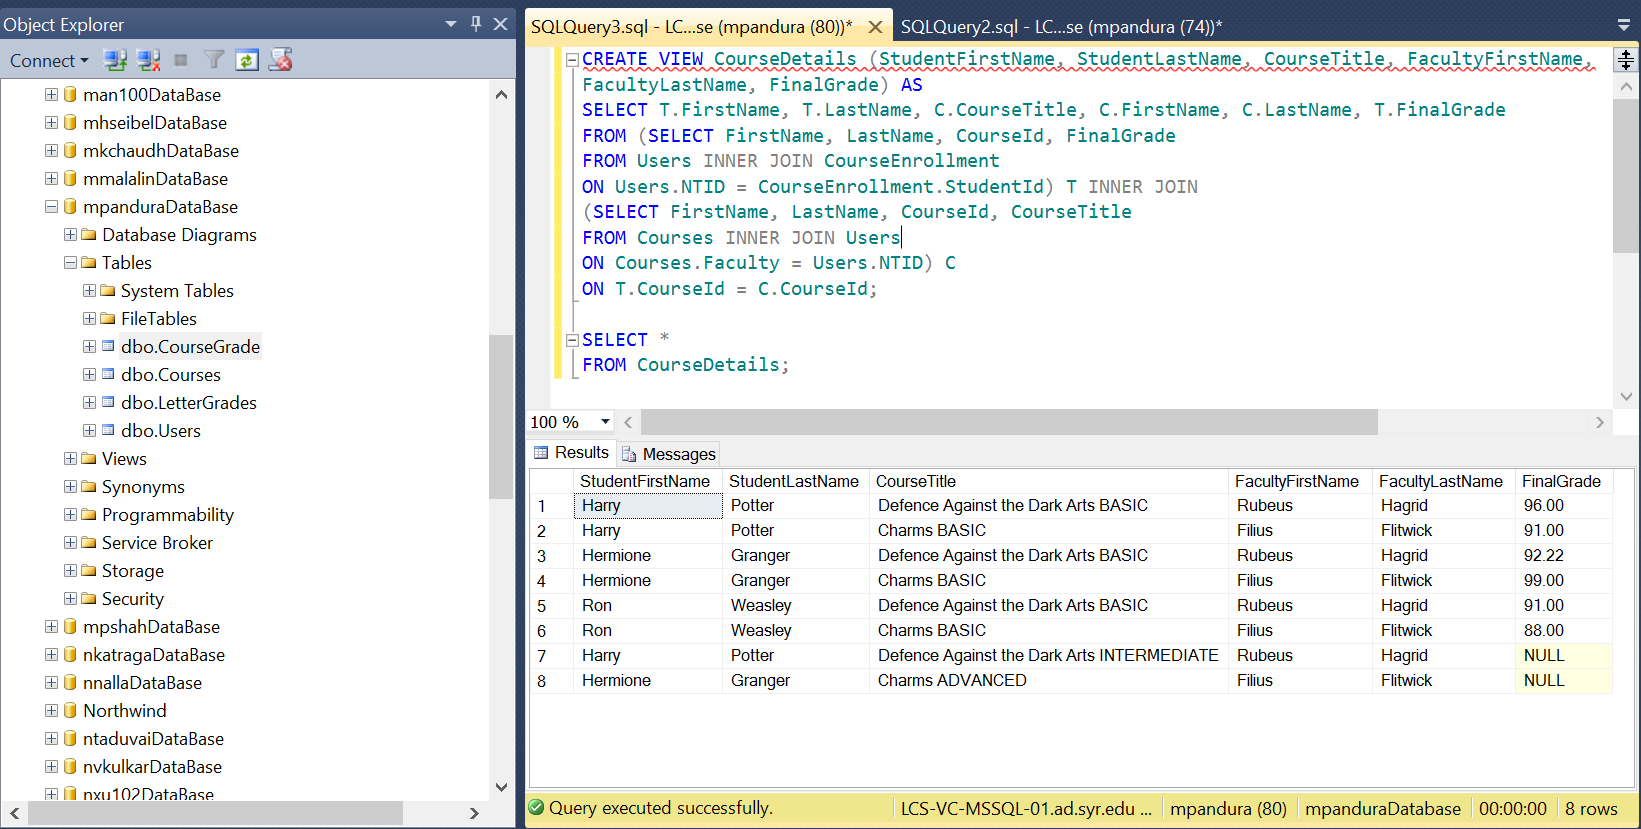 Object Explorer
Connect
man100DataBase
mhseibelDataBase
mkchaudhDataBase
mmalalinDataBase
mpanduraDataBase
Database Diagrams
Tables
System Tables
FileTables
dbo.CourseGrade
dbo.Courses
dbo.LetterGrades
dbo.Users
Views
Synonyms
Programmability
Service Broker
Storage
Security
mpshahDataBase
nkatragaDataBase
nnallaDataBase
Northwind
ntaduvaiDataBase
nvkulkarDataBase
nxu102DataBase
SQLQuery3.sql - LC...se (mpandura (80))* SQLQuery2.sql - LC...se (mpandura (74))*
CREATE VIEW CourseDetails (StudentFirstName, StudentLastName, CourseTitle, FacultyFirstName,
FacultyLastName, FinalGrade) AS
SELECT T.FirstName, T.LastName, C.CourseTitle, C.FirstName, C.LastName, T.FinalGrade
FROM (SELECT FirstName, LastName, CourseId, FinalGrade
FROM Users INNER JOIN CourseEnrollment
ON Users.NTID = CourseEnrollment.StudentId) T INNER JOIN
(SELECT FirstName, LastName, CourseId, CourseTitle
FROM Courses INNER JOIN Users
ON Courses.Faculty = Users.NTID) C
ON T.CourseId = C.CourseId;
SELECT *
FROM CourseDetails;
100 %
Results Messages
StudentFirstName StudentLastName CourseTitle FacultyFirstName FacultyLastName FinalGrade
1 Harry Potter Defence Against the Dark Arts BASIC Rubeus Hagrid 96.00
2 Harry Potter Charms BASIC Filius Flitwick 91.00
3 Hermione Granger Defence Against the Dark Arts BASIC Rubeus Hagrid 92.22
4 Hermione Granger Charms BASIC Filius Flitwick 99.00
5 Ron Weasley Defence Against the Dark Arts BASIC Rubeus Hagrid 91.00
6 Ron Weasley Charms BASIC Filius Flitwick 88.00
7 Harry Potter Defence Against the Dark Arts INTERMEDIATE Rubeus Hagrid NULL
8 Hermione Granger Charms ADVANCED Filius Flitwick NULL
Query executed successfully. LCS-VC-MSSQL-01.ad.syr.edu ... mpandura (80) mpanduraDatabase 00:00:00 8 rows